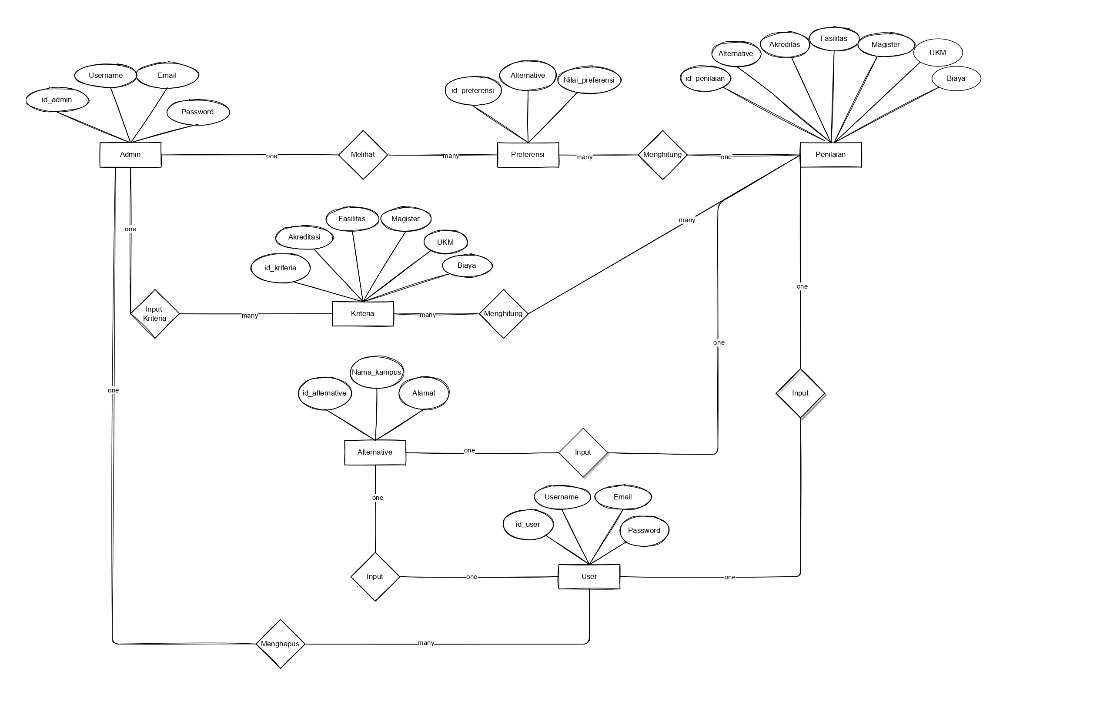 Fasilitas
Akreditas
Magister
Alternative
UKM
id_penilaian
Biaya
Username
Email
Alternative
id_preferensi
Nilai_preferensi
id_admin
Password
Admin
one
Melihat
many
Preferensi
many
Menghitung
one
Penilaian
one
many
Fasilitas
Magister
Akreditasi
UKM
id_kriteria
Biaya
one
Input
Kriteria
many
Kriteria
many
Menghitung
one
Nama_kampus
id_alternative
Alamat
one
Input
Alternative
one
Input
one
Username
Email
id_user
Password
Input
one
User
one
Menghapus
many